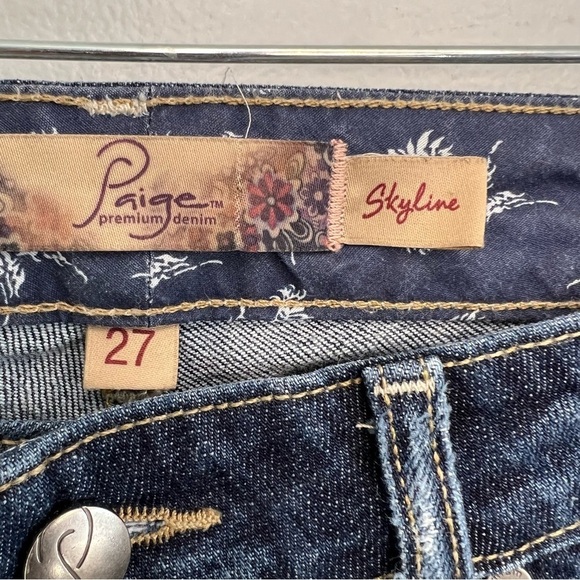 Paige™
premium denim
Skyline
27